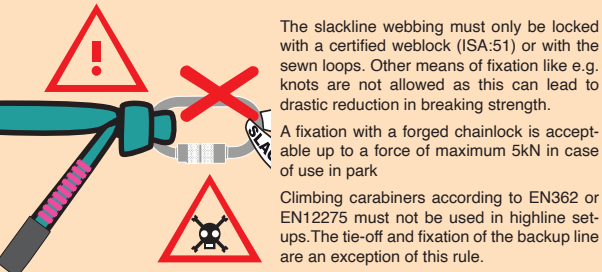 The slackline webbing must only be locked
with a certified weblock (ISA:51) or with the
sewn loops. Other means of fixation like e.g.
knots are not allowed as this can lead to
drastic reduction in breaking strength.
A fixation with a forged chainlock is accept-
able up to a force of maximum 5kN in case
of use in park
Climbing carabiners according to EN362 or
EN12275 must not be used in highline set-
ups.The tie-off and fixation of the backup line
are an exception of this rule.
!